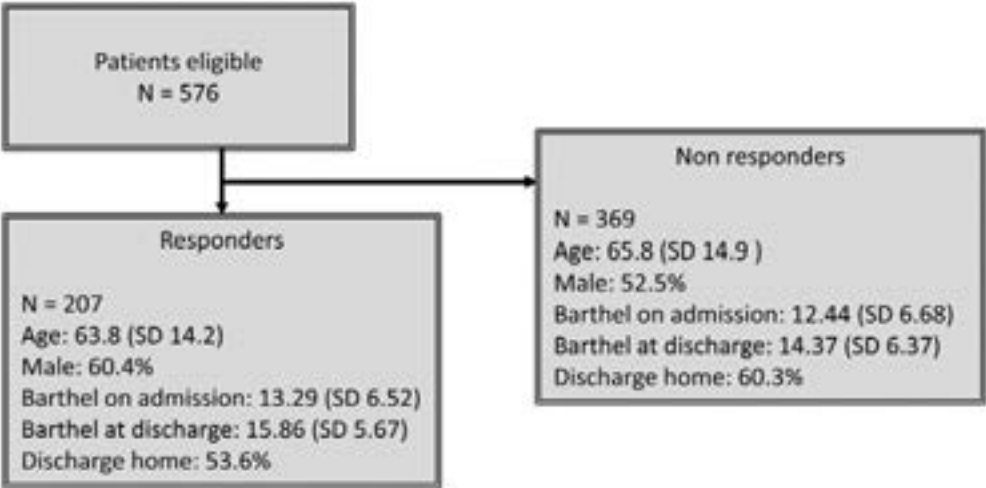 Patients eligible
N = 576
Non responders
N = 369
Age: 65.8 (SD 14.9 )
Male: 52.5%
Barthel on admission: 12.44 (SD 6.68)
Barthel at discharge: 14.37 (SD 6.37)
Discharge home: 60.3%
Responders
N = 207
Age: 63.8 (SD 14.2)
Male: 60.4%
Barthel on admission: 13.29 (SD 6.52)
Barthel at discharge: 15.86 (SD 5.67)
Discharge home: 53.6%